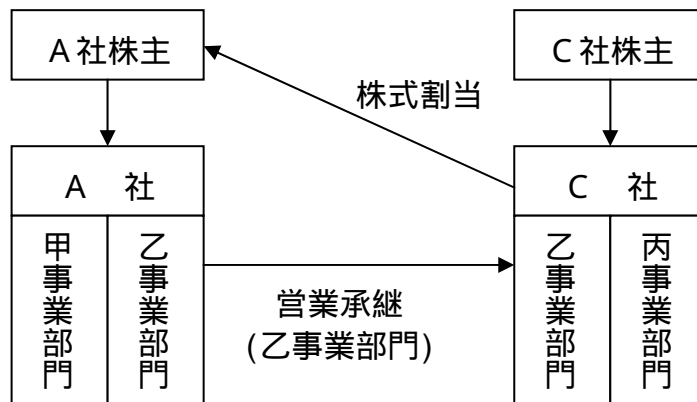 A社株主
C社株主
株式割当
A 社
C 社
甲事業部門
乙事業部門
営業承継
(乙事業部門)
乙事業部門
丙事業部門